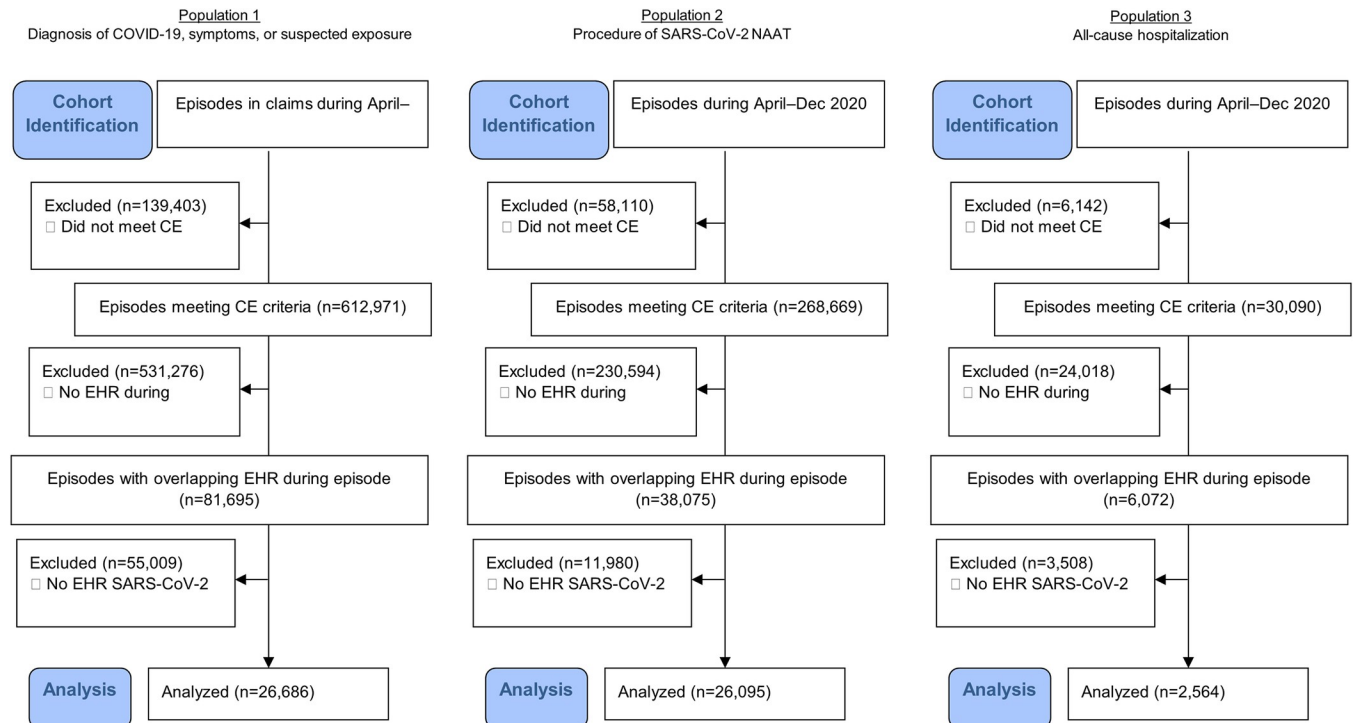 Population 1
Diagnosis of COVID-19, symptoms, or suspected exposure
Cohort
Identification
Episodes in claims during April–
Excluded (n=139,403)
Did not meet CE
Episodes meeting CE criteria (n=612,971)
Excluded (n=531,276)
No EHR during
Episodes with overlapping EHR during episode
(n=81,695)
Excluded (n=55,009)
No EHR SARS-CoV-2
Analysis
Analyzed (n=26,686)
Population 2
Procedure of SARS-CoV-2 NAAT
Cohort
Identification
Episodes during April–Dec 2020
Excluded (n=58,110)
Did not meet CE
Episodes meeting CE criteria (n=268,669)
Excluded (n=230,594)
No EHR during
Episodes with overlapping EHR during episode
(n=38,075)
Excluded (n=11,980)
No EHR SARS-CoV-2
Analysis
Analyzed (n=26,095)
Population 3
All-cause hospitalization
Cohort
Identification
Episodes during April–Dec 2020
Excluded (n=6,142)
Did not meet CE
Episodes meeting CE criteria (n=30,090)
Excluded (n=24,018)
No EHR during
Episodes with overlapping EHR during episode
(n=6,072)
Excluded (n=3,508)
No EHR SARS-CoV-2
Analysis
Analyzed (n=2,564)